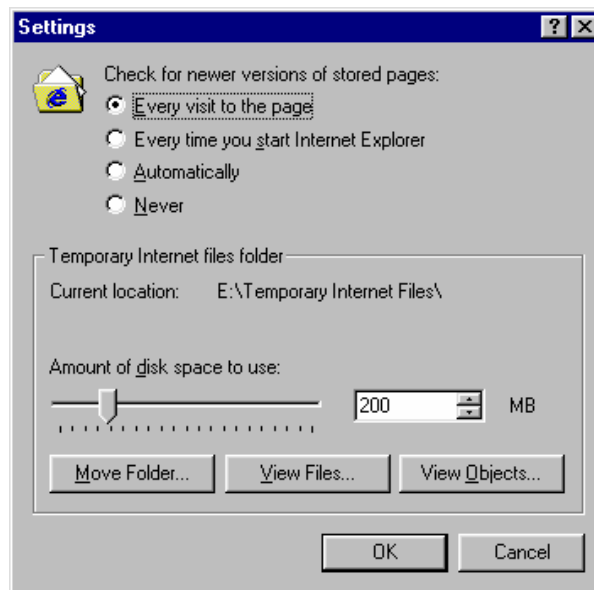 Settings
Check for newer versions of stored pages:
Every visit to the page
Every time you start Internet Explorer
Automatically
Never
Temporary Internet files folder
Current location: E:\Temporary Internet Files\
Amount of disk space to use:
200 MB
Move Folder... View Files... View Objects...
OK Cancel